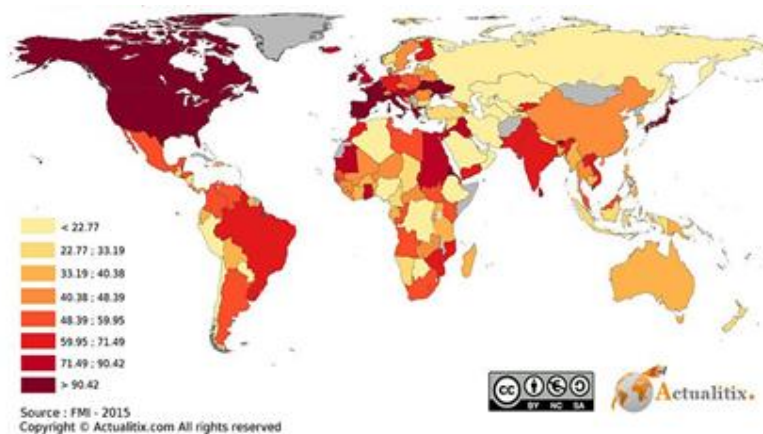 < 22.77
22.77 ; 33.19
33.19 ; 40.38
40.38 ; 48.39
48.39 ; 59.95
59.95 ; 71.49
71.49 ; 90.42
> 90.42
Source : FMI - 2015
Copyright © Actualitix.com All rights reserved
cc
BY NC SA
Actualitix.